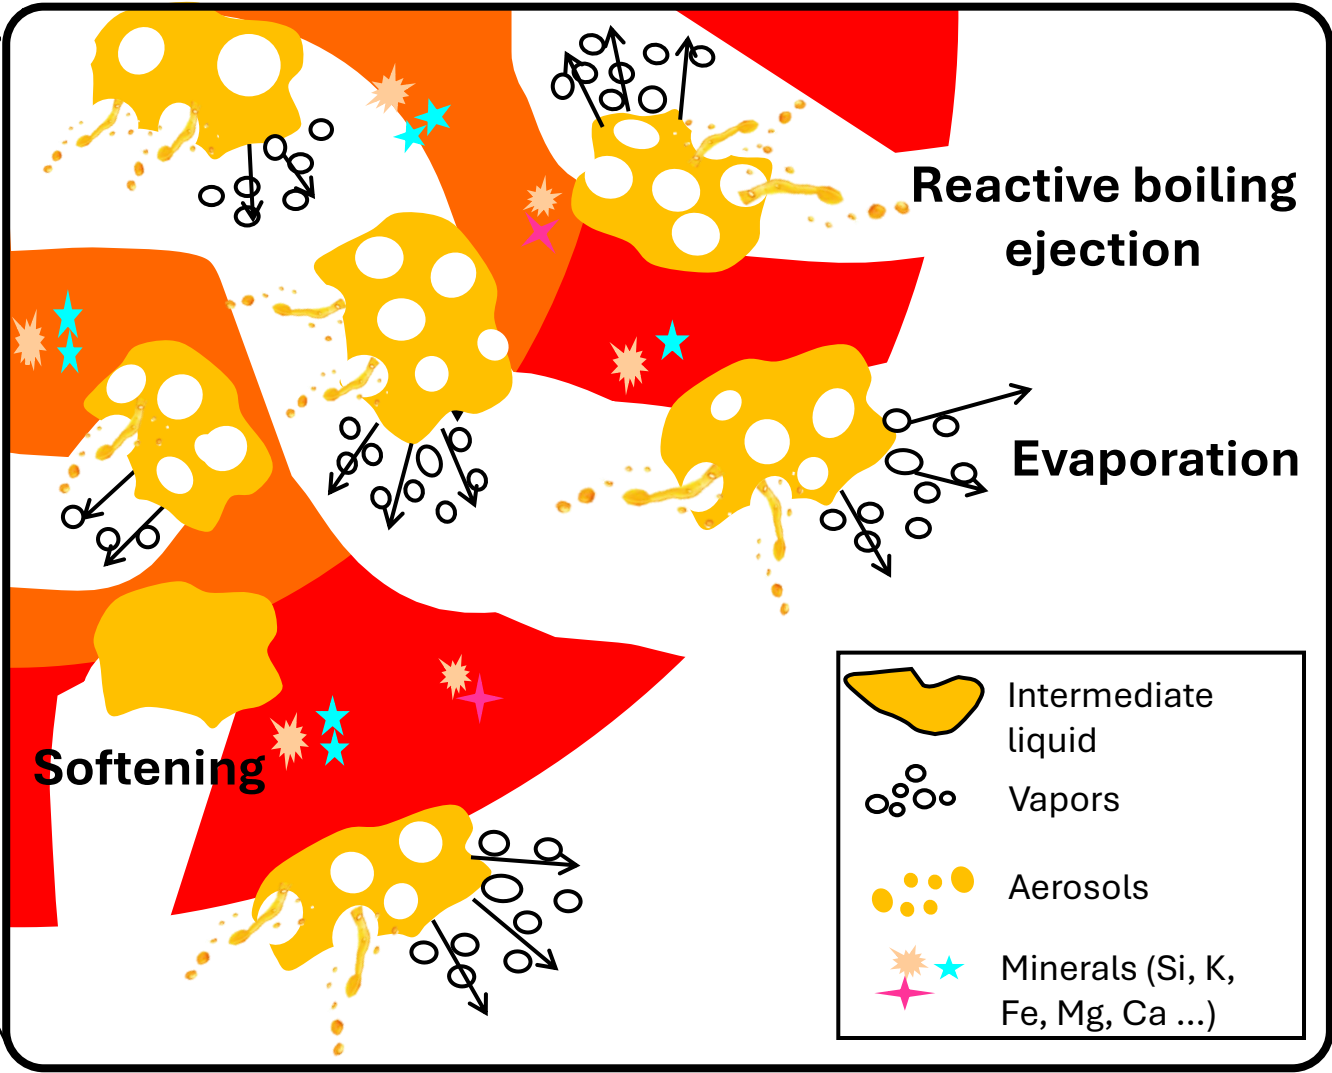 Reactive boiling
ejection
Evaporation
Softening
Intermediate
liquid
Vapors
Aerosols
Minerals (Si, K,
Fe, Mg, Ca ...)